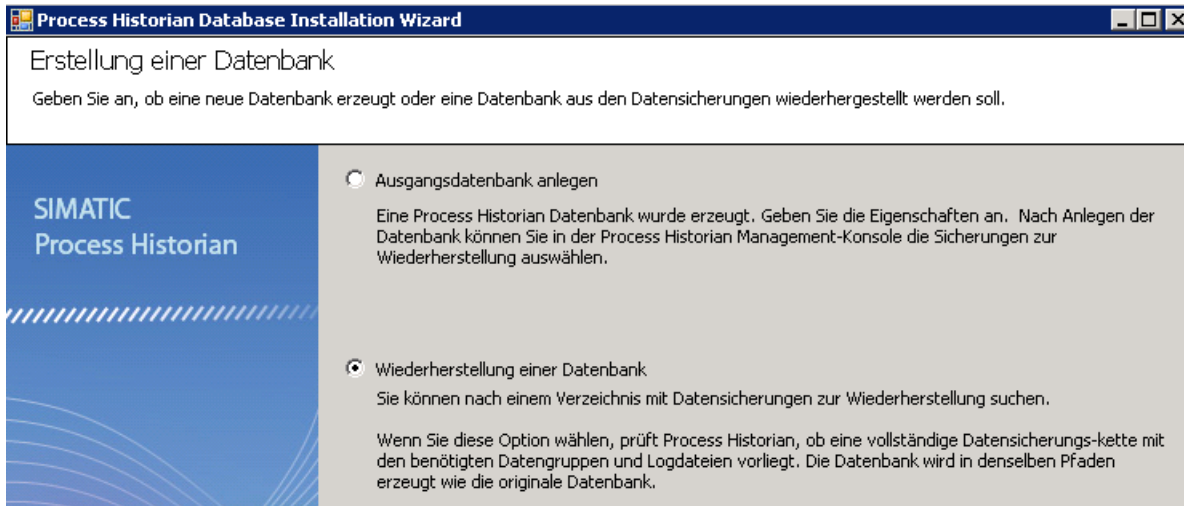 Process Historian Database Installation Wizard
Erstellung einer Datenbank
Geben Sie an, ob eine neue Datenbank erzeugt oder eine Datenbank aus den Datensicherungen wiederhergestellt werden soll.
SIMATIC
Process Historian
Ausgangsdatenbank anlegen
Eine Process Historian Datenbank wurde erzeugt. Geben Sie die Eigenschaften an. Nach Anlegen der
Datenbank können Sie in der Process Historian Management-Konsole die Sicherungen zur
Wiederherstellung auswählen.
Wiederherstellung einer Datenbank
Sie können nach einem Verzeichnis mit Datensicherungen zur Wiederherstellung suchen.
Wenn Sie diese Option wählen, prüft Process Historian, ob eine vollständige Datensicherungs-kette mit
den benötigten Datengruppen und Logdateien vorliegt. Die Datenbank wird in denselben Pfaden
erzeugt wie die originale Datenbank.